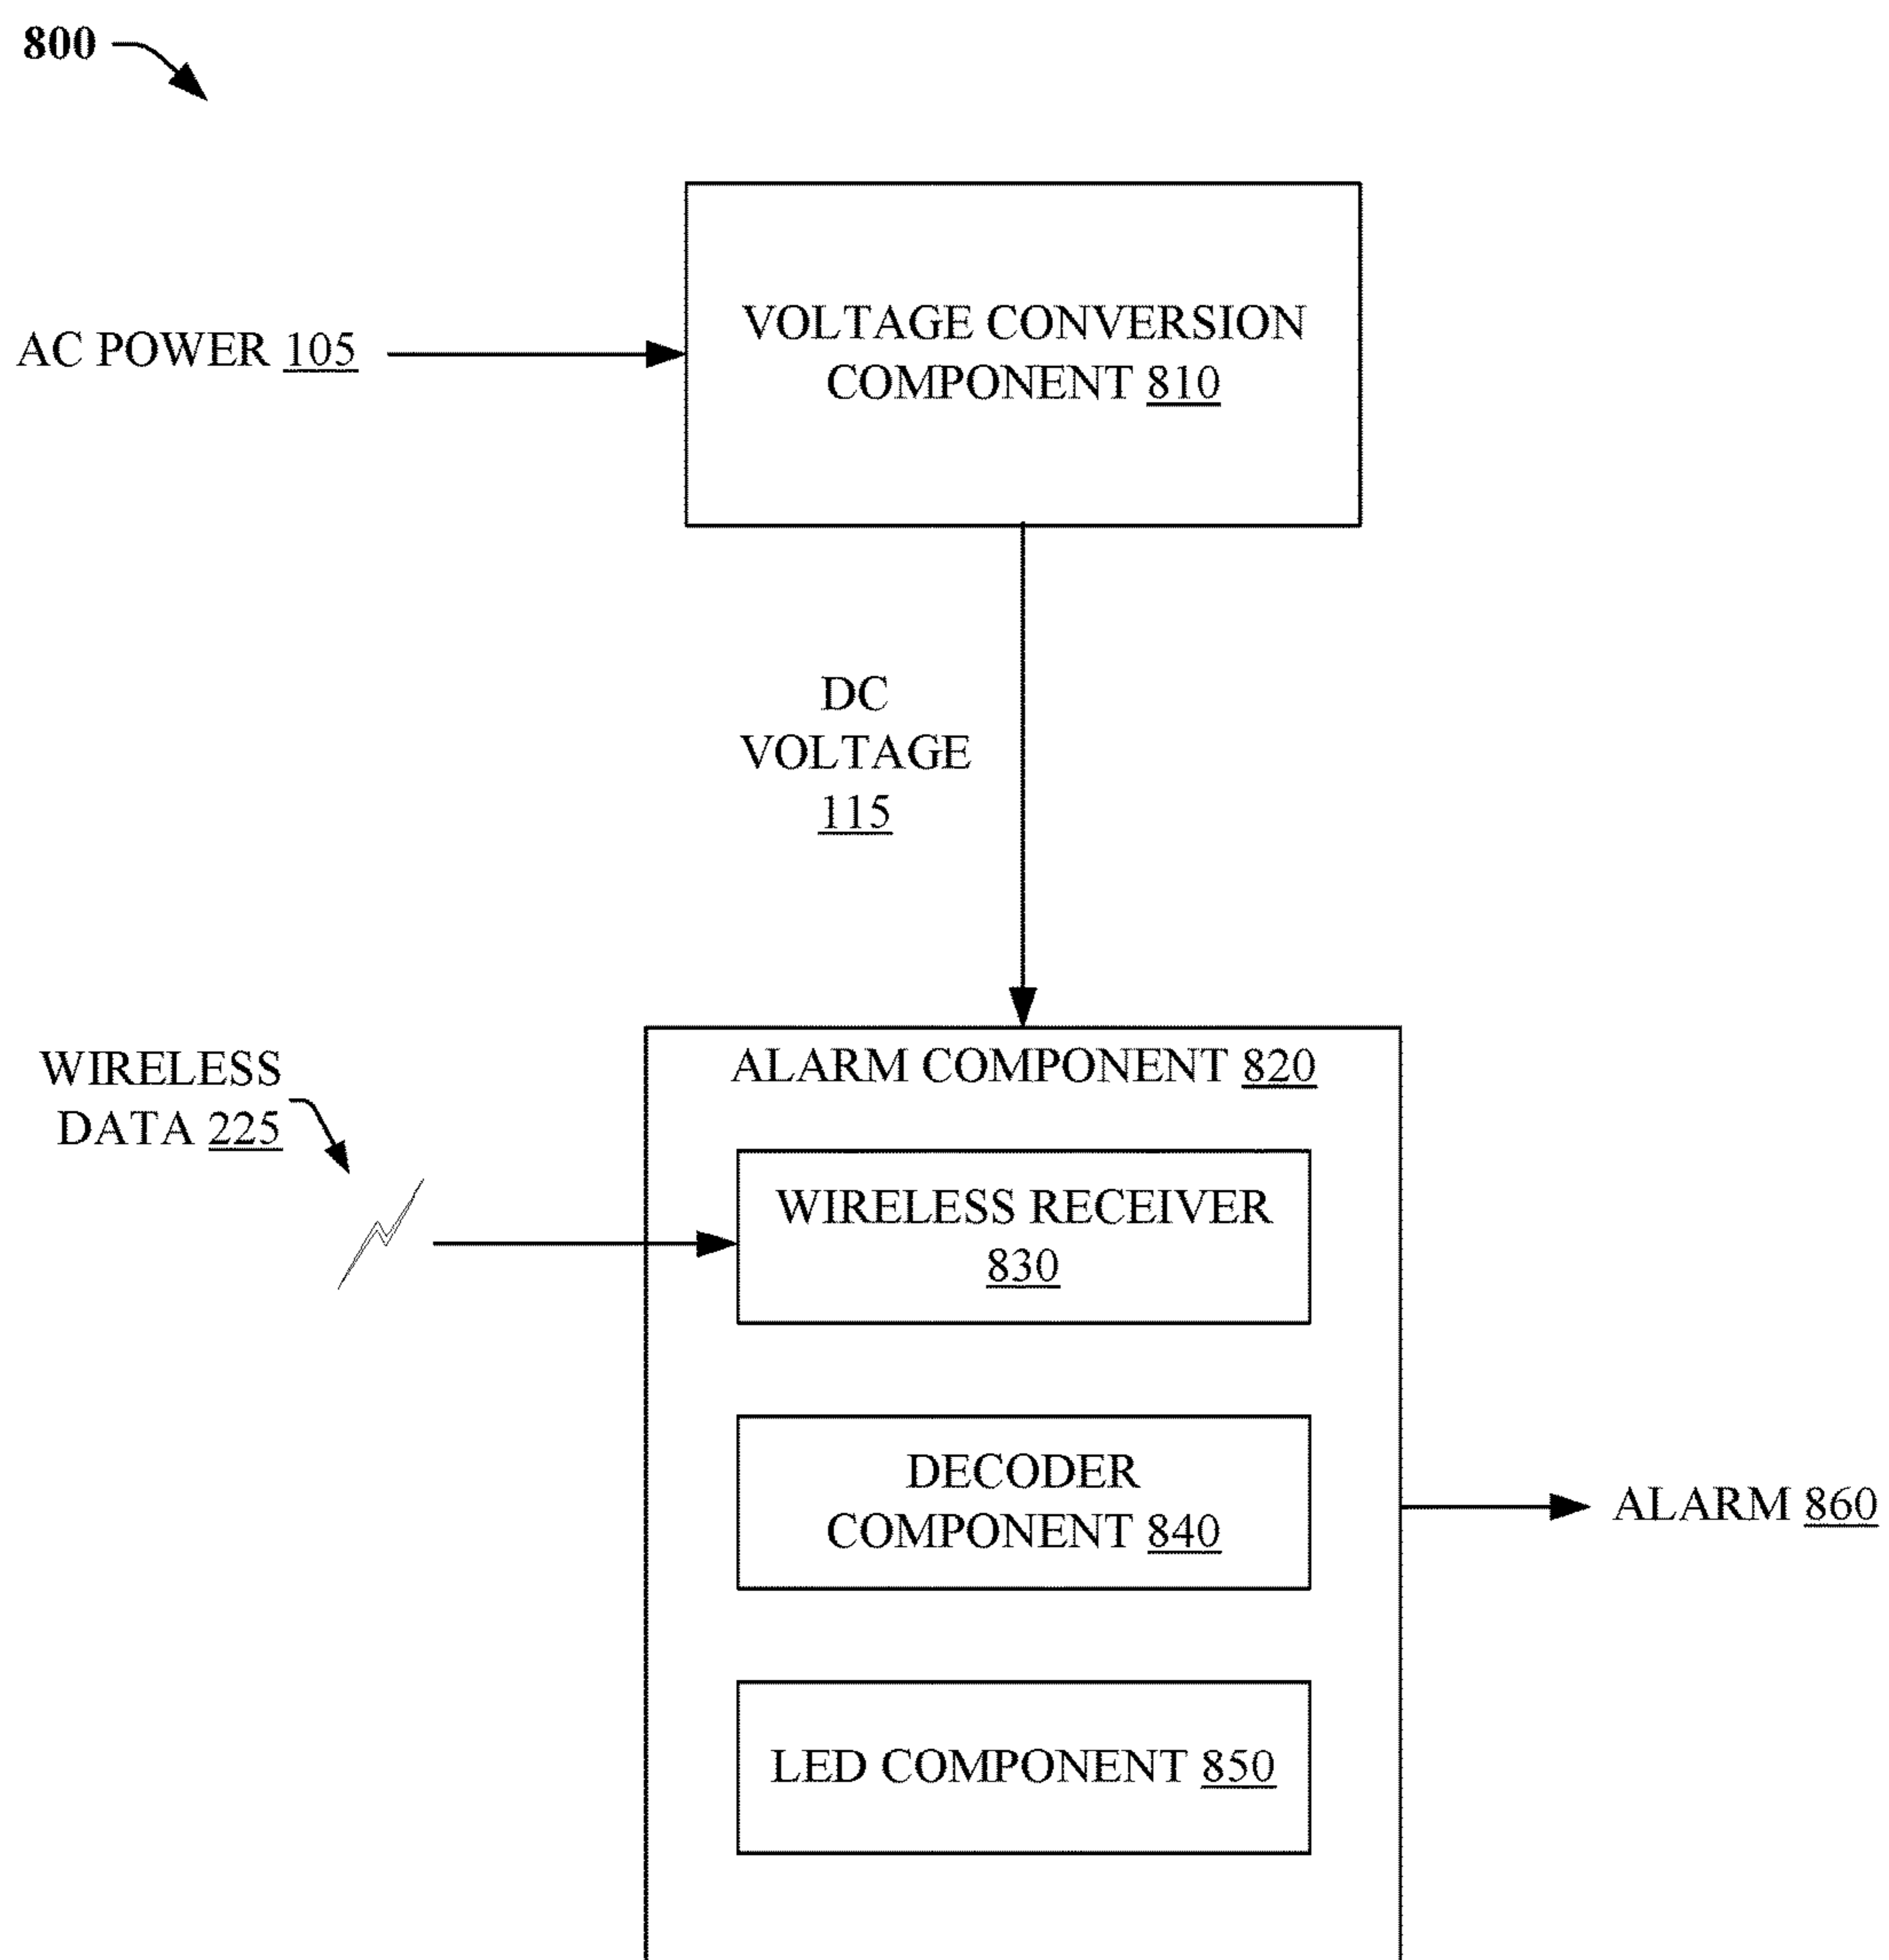 800
VOLTAGE CONVERSION
COMPONENT 810
AC POWER 105
DC
VOLTAGE
115
WIRELESS
DATA 225
ALARM COMPONENT 820
WIRELESS RECEIVER
830
DECODER
COMPONENT 840
ALARM 860
LED COMPONENT 850